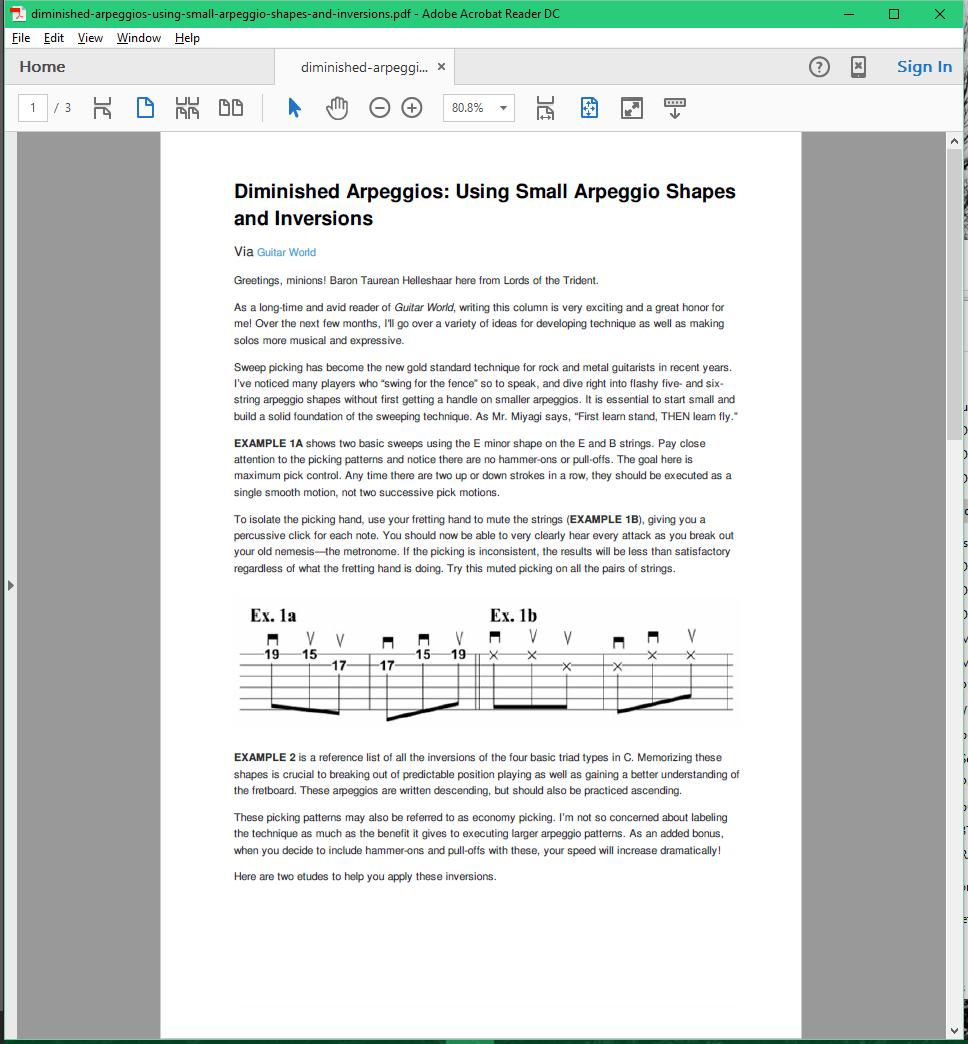 diminished-arpeggios-using-small-arpeggio-shapes-and-inversions.pdf - Adobe Acrobat Reader DC
File Edit View Window Help
Home diminished-arpeggi... × Sign In
1 / 3 80.8%
Diminished Arpeggios: Using Small Arpeggio Shapes
and Inversions
Via Guitar World
Greetings, minions! Baron Taurean Helleshaar here from Lords of the Trident.
As a long-time and avid reader of Guitar World, writing this column is very exciting and a great honor for
me! Over the next few months, I'll go over a variety of ideas for developing technique as well as making
solos more musical and expressive.
Sweep picking has become the new gold standard technique for rock and metal guitarists in recent years.
I've noticed many players who “swing for the fence” so to speak, and dive right into flashy five- and six-
string arpeggio shapes without first getting a handle on smaller arpeggios. It is essential to start small and
build a solid foundation of the sweeping technique. As Mr. Miyagi says, “First learn stand, THEN learn fly.”
EXAMPLE 1A shows two basic sweeps using the E minor shape on the E and B strings. Pay close
attention to the picking patterns and notice there are no hammer-ons or pull-offs. The goal here is
maximum pick control. Any time there are two up or down strokes in a row, they should be executed as a
single smooth motion, not two successive pick motions.
To isolate the picking hand, use your fretting hand to mute the strings (EXAMPLE 1B), giving you a
percussive click for each note. You should now be able to very clearly hear every attack as you break out
your old nemesis—the metronome. If the picking is inconsistent, the results will be less than satisfactory
regardless of what the fretting hand is doing. Try this muted picking on all the pairs of strings.
Ex. 1a Ex. 1b
19 15 17 17 15 19
EXAMPLE 2 is a reference list of all the inversions of the four basic triad types in C. Memorizing these
shapes is crucial to breaking out of predictable position playing as well as gaining a better understanding of
the fretboard. These arpeggios are written descending, but should also be practiced ascending.
These picking patterns may also be referred to as economy picking. I'm not so concerned about labeling
the technique as much as the benefit it gives to executing larger arpeggio patterns. As an added bonus,
when you decide to include hammer-ons and pull-offs with these, your speed will increase dramatically!
Here are two etudes to help you apply these inversions.